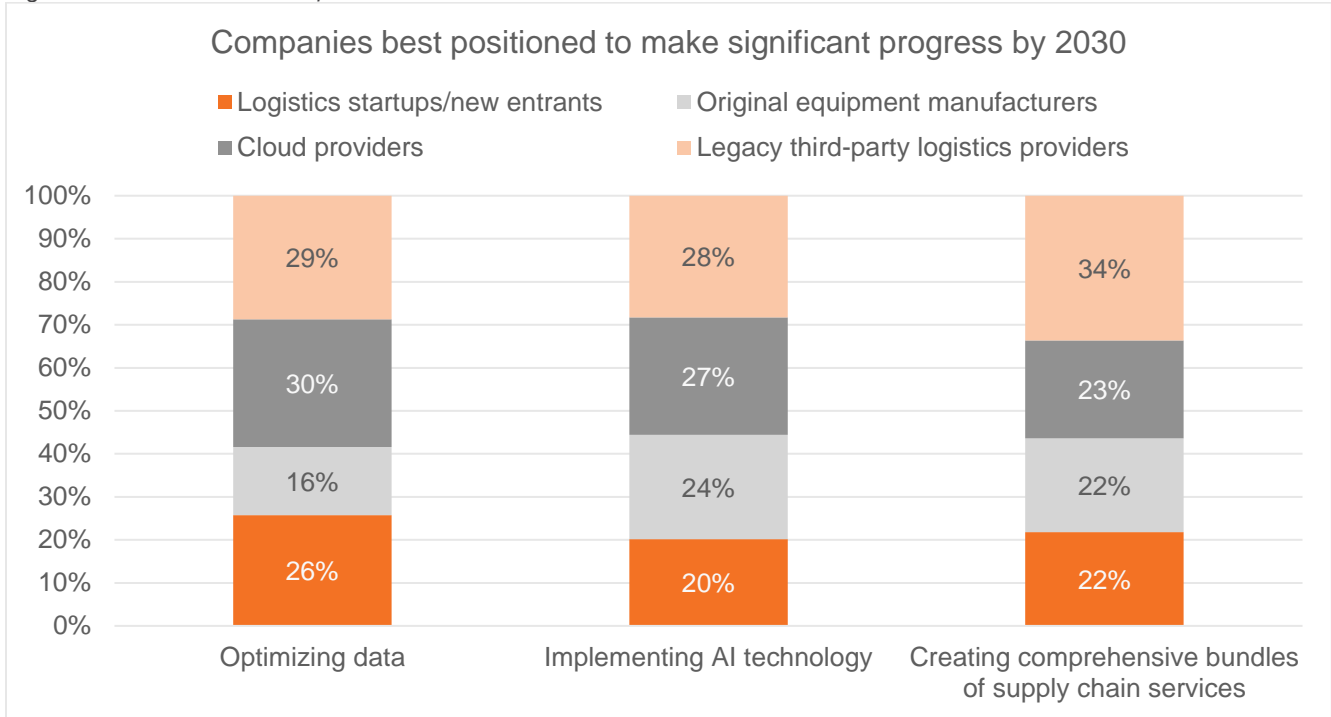 Companies best positioned to make significant progress by 2030
Logistics startups/new entrants
Original equipment manufacturers
Cloud providers
Legacy third-party logistics providers
100%
90%
80%
70%
60%
50%
40%
30%
20%
10%
0%
29%
30%
16%
26%
28%
27%
24%
20%
34%
23%
22%
22%
Optimizing data
Implementing AI technology
Creating comprehensive bundles
of supply chain services